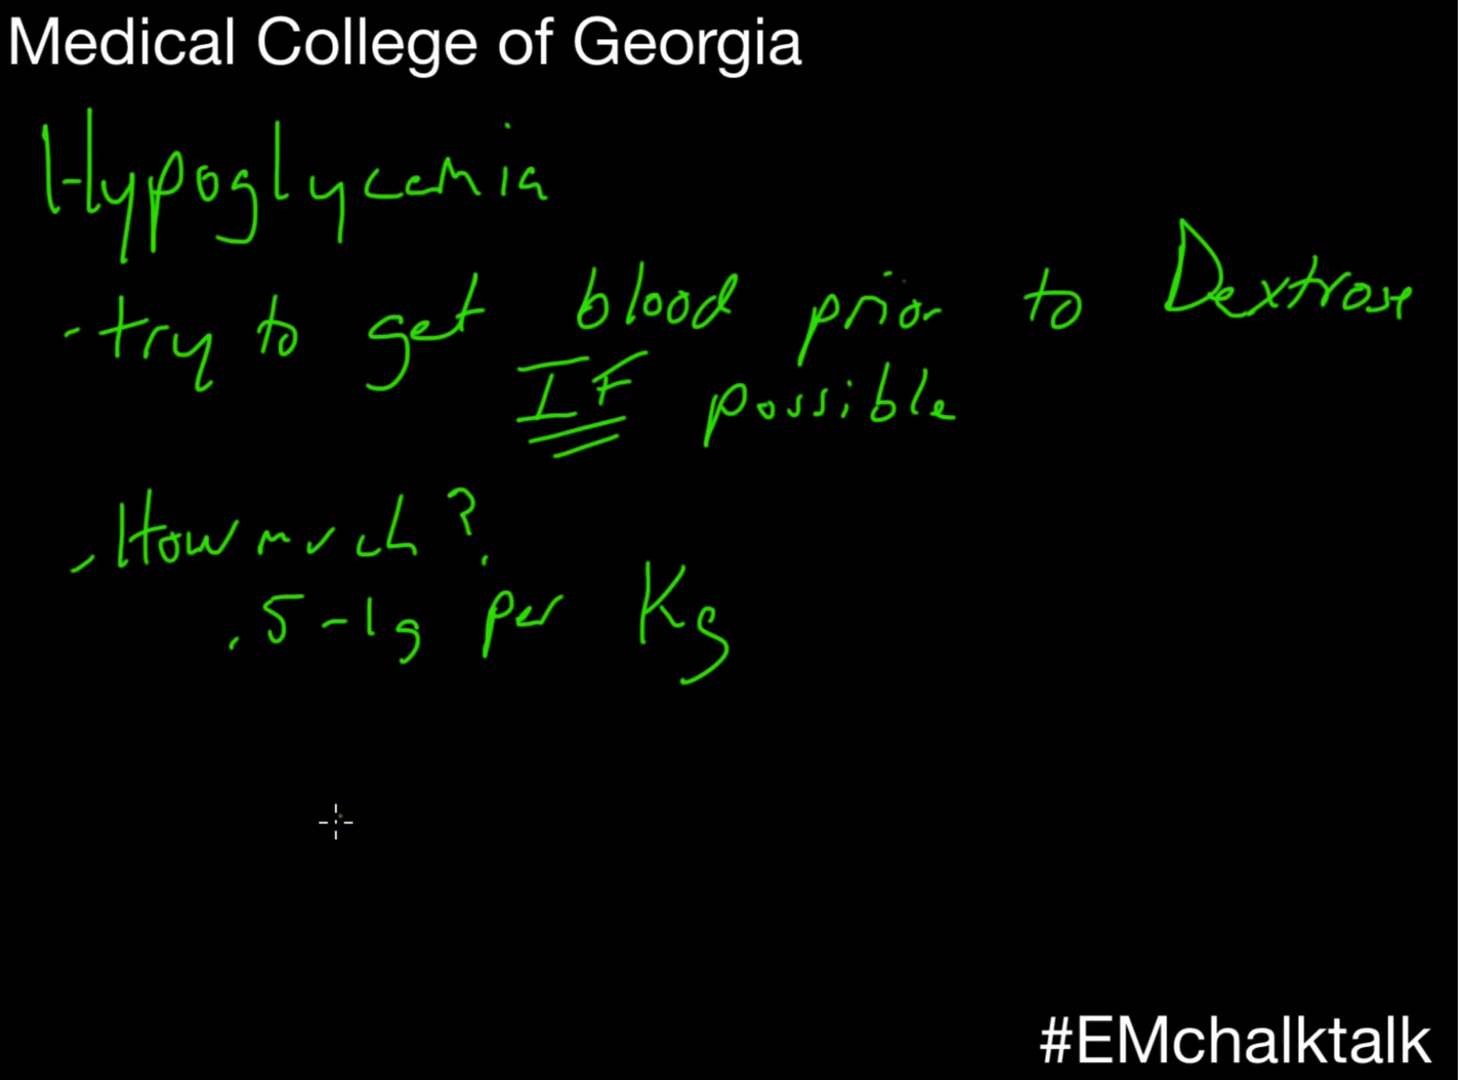 Medical College of Georgia
Hypoglycemia
- try to get blood prior to Dextrose
IF possible
- How much?
.5-1g per Kg
#EMchalktalk